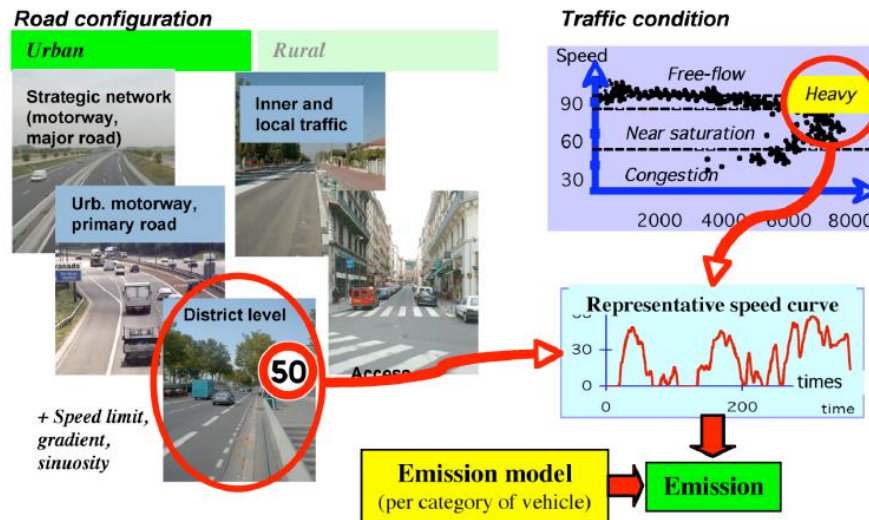 Road configuration
Urban
Rural
Strategic network
(motorway,
major road)
Inner and
local traffic
Urb. motorway,
primary road
District level
50
Access
+ Speed limit,
gradient,
sinuosity
Traffic condition
Speed
Free-flow
Heavy
90
Near saturation
60
Congestion
30
2000 4000 6000 8000
Representative speed curve
30
0
times
0 200 time
Emission model
(per category of vehicle)
Emission